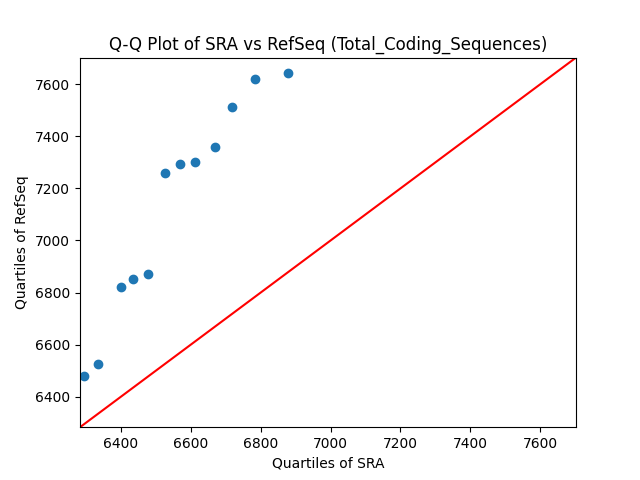 Q-Q Plot of SRA vs RefSeq (Total_Coding_Sequences)
7600
7400
7200
7000
6800
6600
6400
Quartiles of RefSeq
6400 6600 6800 7000 7200 7400 7600
Quartiles of SRA